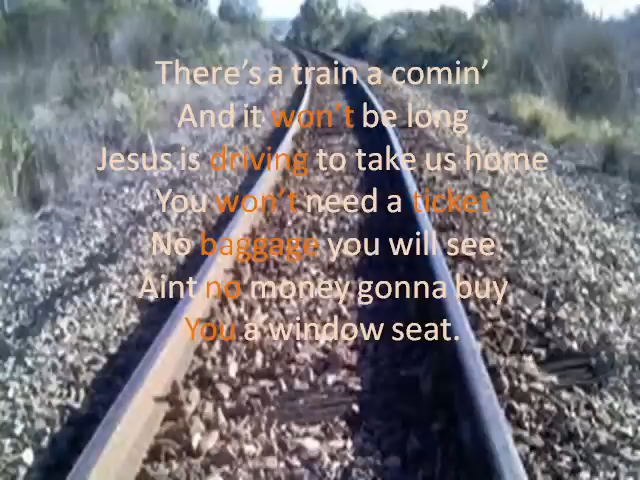 There's a train a comin'
And it won't be long
Jesus is driving to take us home
You won't need a ticket
No baggage you will see
Aint no money gonna buy
You a window seat.